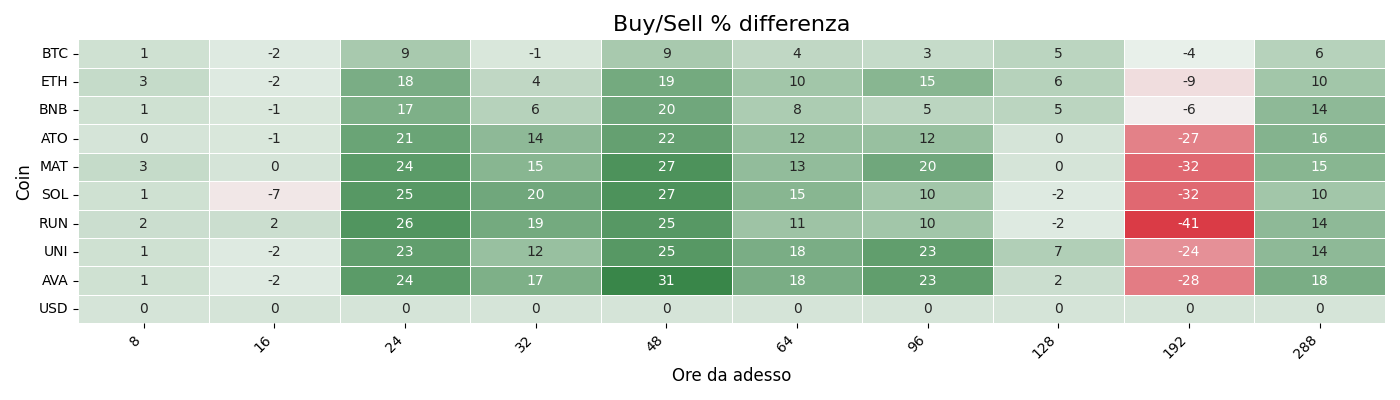 Buy/Sell % differenza
Coin
BTC 1 -2 9 -1 9 4 3 5 -4 6
ETH 3 -2 18 4 19 10 15 6 -9 10
BNB 1 -1 17 6 20 8 5 5 -6 14
ATO 0 -1 21 14 22 12 12 0 -27 16
MAT 3 0 24 15 27 13 20 0 -32 15
SOL 1 -7 25 20 27 15 10 -2 -32 10
RUN 2 2 26 19 25 11 10 -2 -41 14
UNI 1 -2 23 12 25 18 23 7 -24 14
AVA 1 -2 24 17 31 18 23 2 -28 18
USD 0 0 0 0 0 0 0 0 0 0
8 16 24 32 48 64 96 128 192 288
Ore da adesso